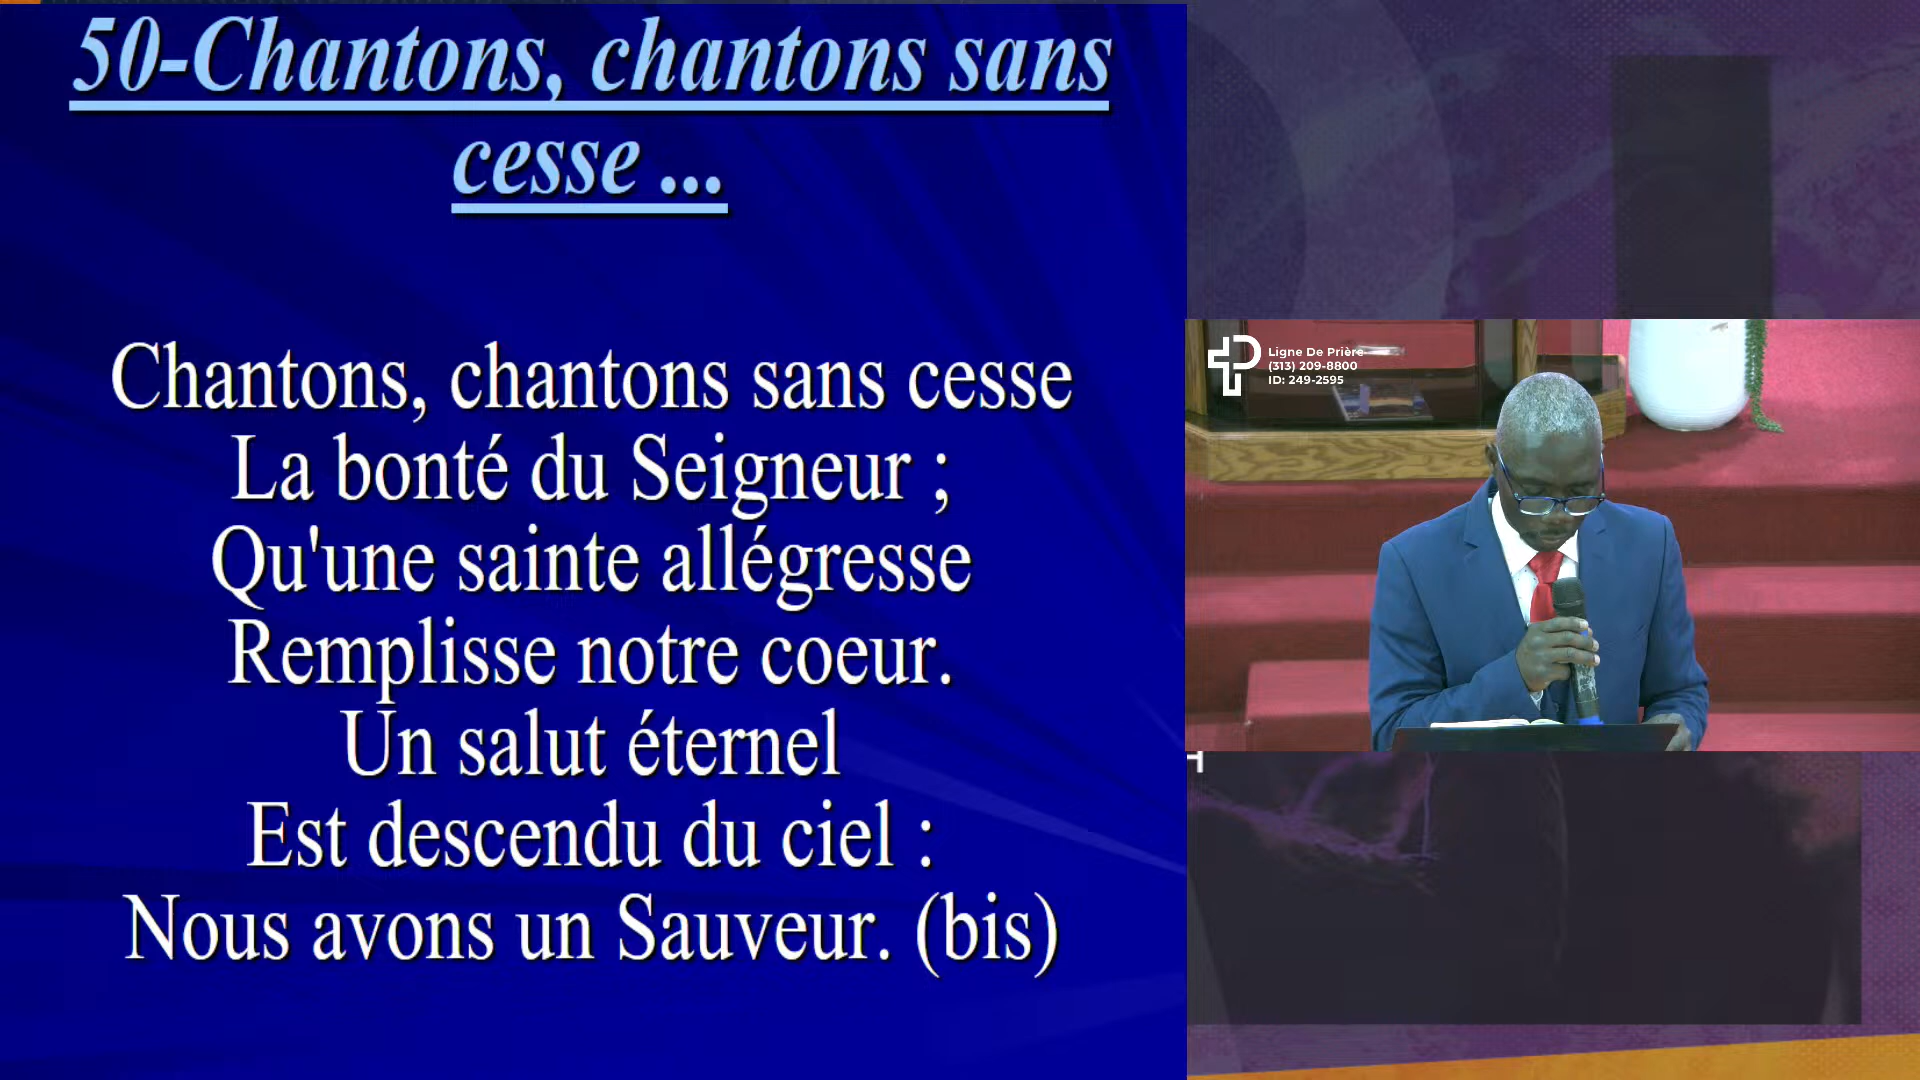 50-Chantons, chantons sans
cesse ...
Chantons, chantons sans cesse
La bonté du Seigneur ;
Qu'une sainte allégresse
Remplisse notre coeur.
Un salut éternel
Est descendu du ciel :
Nous avons un Sauveur. (bis)
Ligne De Prière
(313) 209-8800
ID: 249-2595